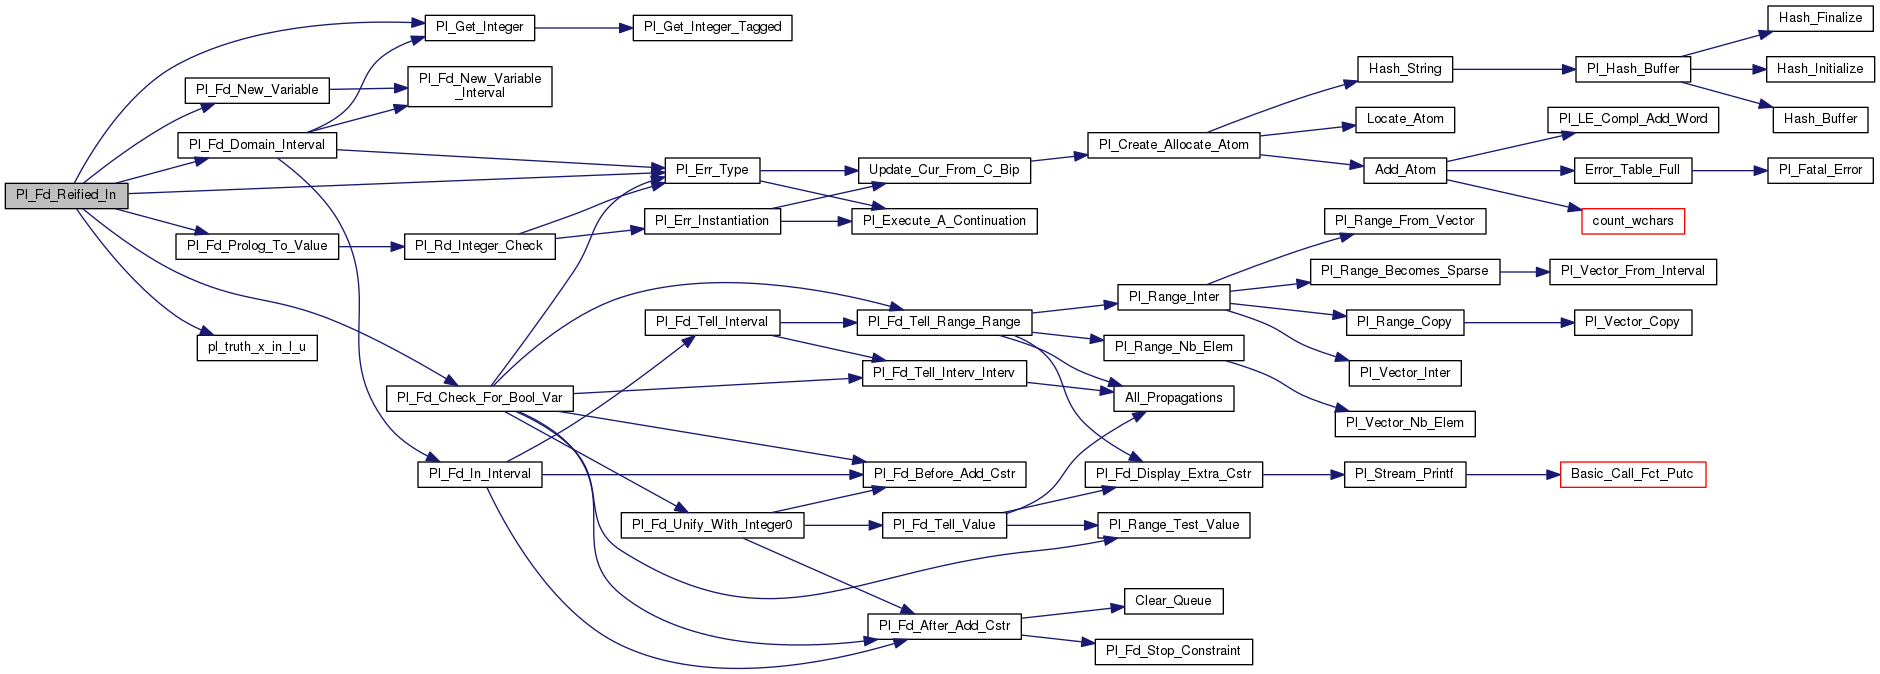 Pl_Fd_Reified_In
Pl_Get_Integer
Pl_Get_Integer_Tagged
Pl_Fd_New_Variable
Pl_Fd_New_Variable
_Interval
Pl_Fd_Domain_Interval
Pl_Err_Type
Pl_Fd_Prolog_To_Value
Pl_Rd_Integer_Check
Pl_Err_Instantiation
pl_truth_x_in_l_u
Pl_Fd_Check_For_Bool_Var
Pl_Fd_In_Interval
Pl_Fd_Tell_Interval
Pl_Fd_Unify_With_Integer0
Update_Cur_From_C_Bip
Pl_Execute_A_Continuation
Pl_Fd_Tell_Range_Range
Pl_Fd_Tell_Interv_Interv
Pl_Fd_Before_Add_Cstr
Pl_Fd_Tell_Value
Pl_Fd_After_Add_Cstr
Pl_Create_Allocate_Atom
Pl_Range_Inter
Pl_Range_Nb_Elem
All_Propagations
Pl_Fd_Display_Extra_Cstr
Pl_Range_Test_Value
Clear_Queue
Pl_Fd_Stop_Constraint
Hash_String
Locate_Atom
Add_Atom
Pl_Range_From_Vector
Pl_Range_Becomes_Sparse
Pl_Range_Copy
Pl_Vector_Inter
Pl_Vector_Nb_Elem
Pl_Stream_Printf
Pl_Hash_Buffer
Pl_LE_Compl_Add_Word
Error_Table_Full
count_wchars
Pl_Vector_From_Interval
Pl_Vector_Copy
Basic_Call_Fct_Putc
Hash_Finalize
Hash_Initialize
Hash_Buffer
Pl_Fatal_Error